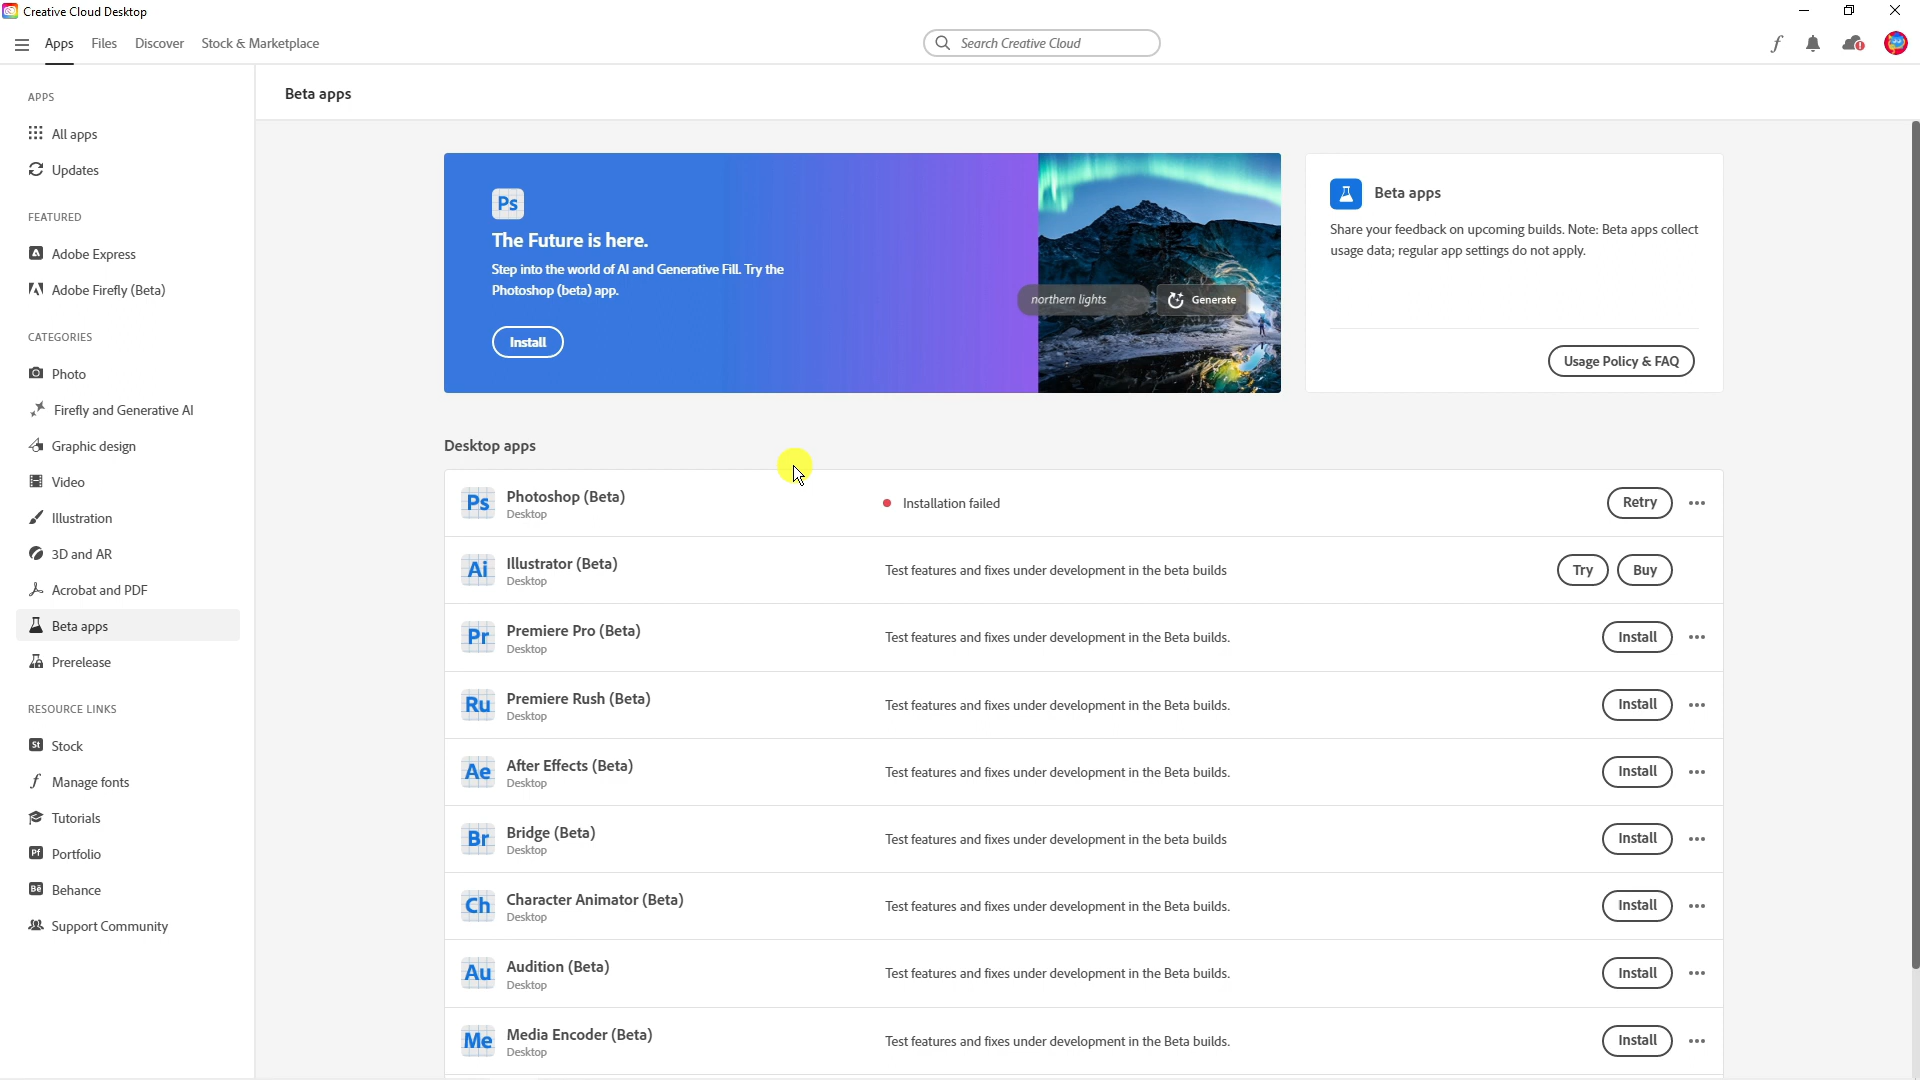 Creative Cloud Desktop
Apps Files Discover Stock & Marketplace
Search Creative Cloud
APPS
All apps
Updates
FEATURED
Adobe Express
Adobe Firefly (Beta)
CATEGORIES
Photo
Firefly and Generative AI
Graphic design
Video
Illustration
3D and AR
Acrobat and PDF
Beta apps
Prerelease
RESOURCE LINKS
St Stock
Manage fonts
Tutorials
Pf Portfolio
Bē Behance
Support Community
Beta apps
Ps
The Future is here.
Step into the world of AI and Generative Fill. Try the
Photoshop (beta) app.
Install
northern lights
Generate
Beta apps
Share your feedback on upcoming builds. Note: Beta apps collect
usage data; regular app settings do not apply.
Usage Policy & FAQ
Desktop apps
Ps Photoshop (Beta) Installation failed Retry
Desktop
Ai Illustrator (Beta) Test features and fixes under development in the beta builds Try Buy
Desktop
Pr Premiere Pro (Beta) Test features and fixes under development in the Beta builds. Install
Desktop
Ru Premiere Rush (Beta) Test features and fixes under development in the Beta builds. Install
Desktop
Ae After Effects (Beta) Test features and fixes under development in the Beta builds. Install
Desktop
Br Bridge (Beta) Test features and fixes under development in the beta builds Install
Desktop
Ch Character Animator (Beta) Test features and fixes under development in the Beta builds. Install
Desktop
Au Audition (Beta) Test features and fixes under development in the Beta builds. Install
Desktop
Me Media Encoder (Beta) Test features and fixes under development in the Beta builds. Install
Desktop